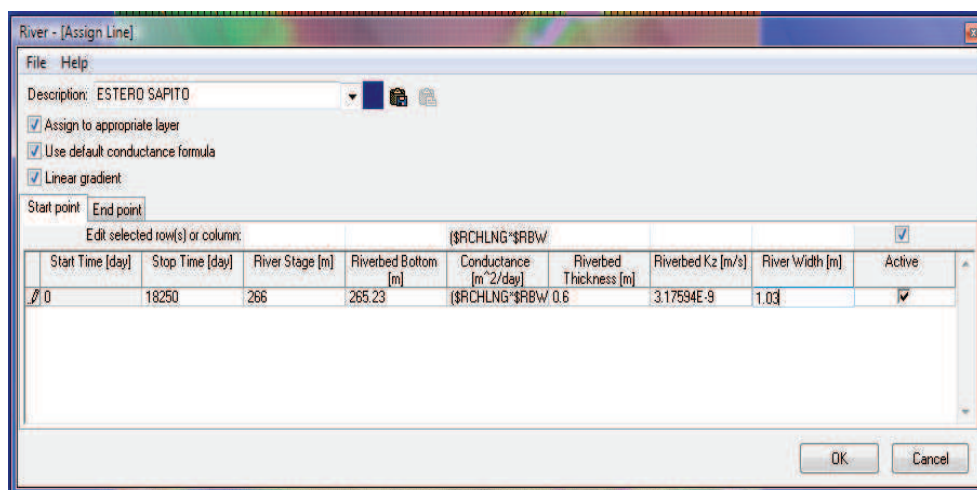 River - [Assign Line]
File Help
Description: ESTERO SAPITO
Assign to appropriate layer
Use default conductance formula
Linear gradient
Start point End point
Edit selected row(s) or column: ($RCHLNG*$RBW
Start Time [day] Stop Time [day] River Stage [m] Riverbed Bottom [m] Conductance [m^2/day] Riverbed Thickness [m] Riverbed Kz [m/s] River Width [m] Active
0 18250 266 265.23 ($RCHLNG*$RBW 0.6 3.17594E-9 1.03
OK Cancel